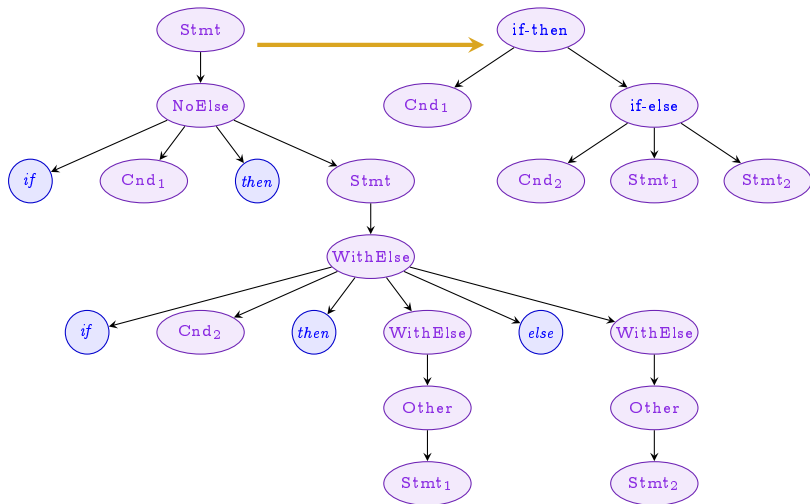 Stmt if-then
NoElse Cnd₁ if-else
if Cnd₁ then Stmt Cnd₂ Stmt₁ Stmt₂
WithElse
if Cnd₂ then WithElse else WithElse
Other Other
Stmt₁ Stmt₂